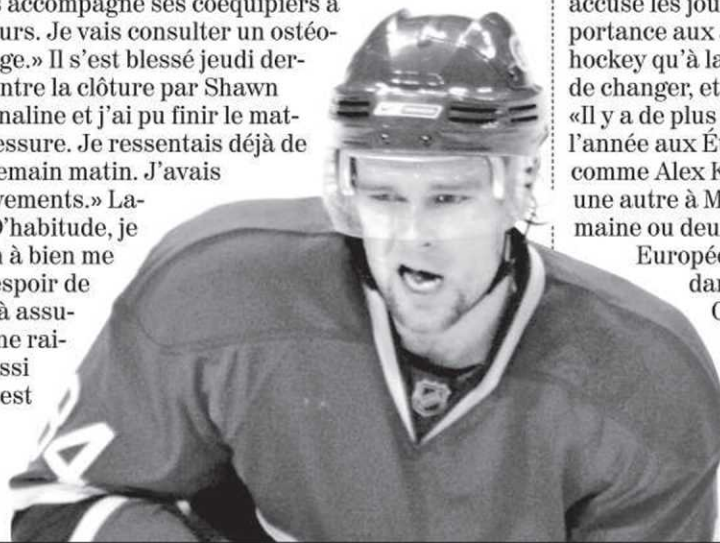 accompagné ses coéquipiers à
urs. Je vais consulter un ostéo-
ge.» Il s'est blessé jeudi der-
ntre la clôture par Shawn
naline et j'ai pu finir le mat-
essure. Je ressentais déjà de
emain matin. J'avais
vements.» La-
D'habitude, je
à bien me
espoir de
à assu-
ne rai-
ssi
est
84
accuse les jou
portance aux
hockey qu'à la
de changer, et
«Il y a de plus
l'année aux É
comme Alex K
une autre à M
maine ou deu
Europée
dan